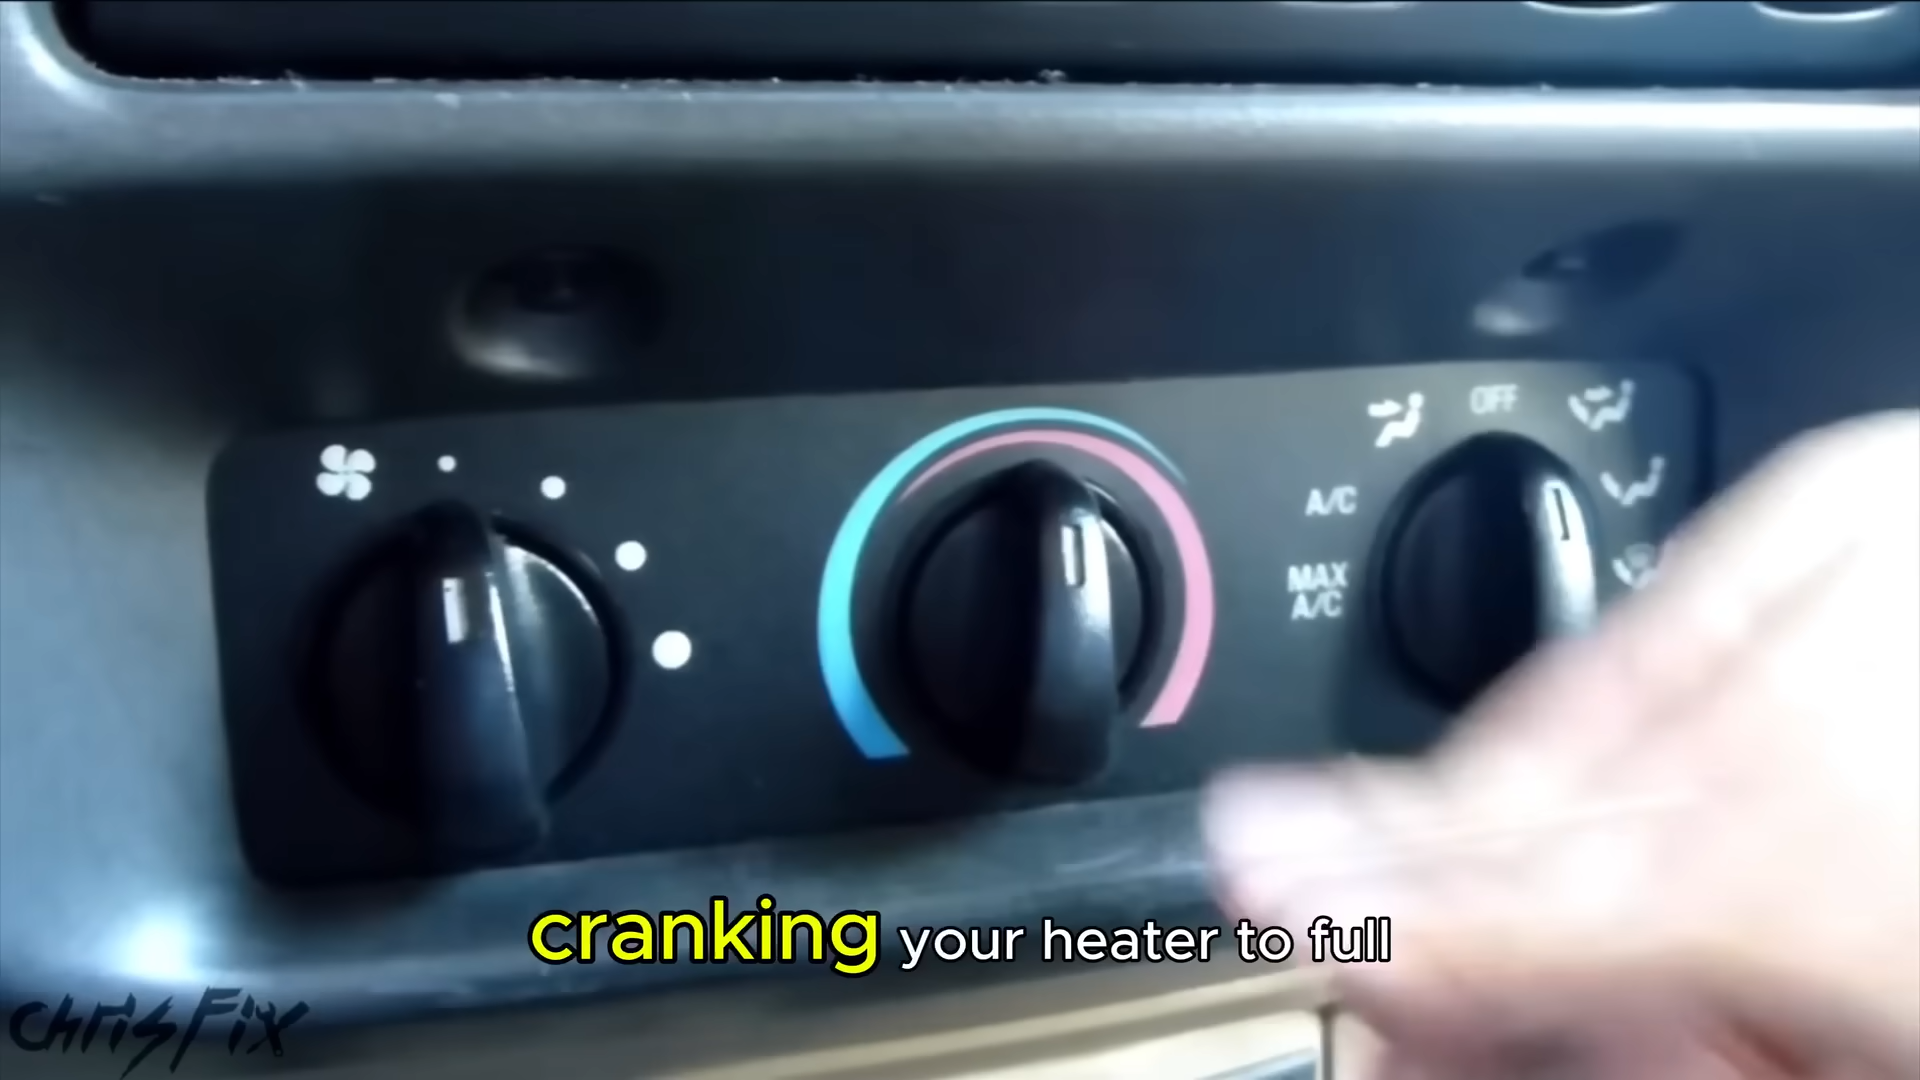 OFF
A/C
MAX
A/C
cranking your heater to full
chrisfix